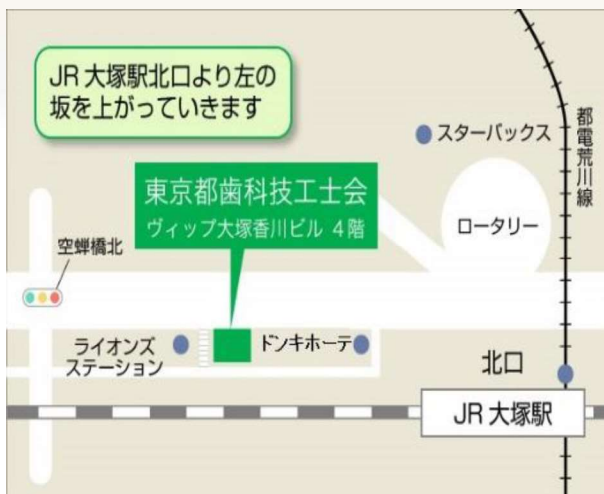 JR 大塚駅北口より左の
坂を上がっていきます
都電荒川線
スターバックス
東京都歯科技工士会
ヴィップ大塚香川ビル 4階
ロータリー
空蝉橋北
ライオンズ
ステーション
ドンキホーテ
北口
JR 大塚駅